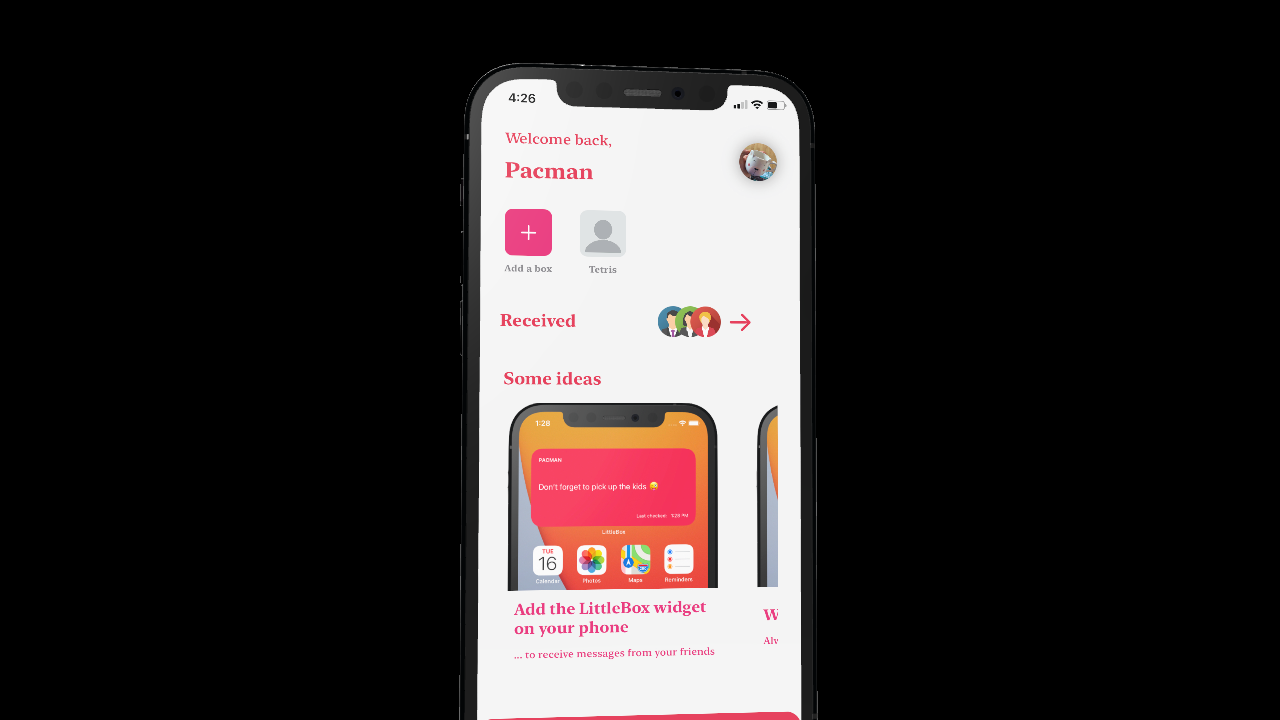 4:26
Welcome back,
Pacman
Add a box
Tetris
Received
Some ideas
1:28
PACMAN
Don't forget to pick up the kids 😄
Last checked: 1:28 PM
LittleBox
TUE
16
Calendar
Photos
Maps
Reminders
Add the LittleBox widget
on your phone
... to receive messages from your friends
W
Alv